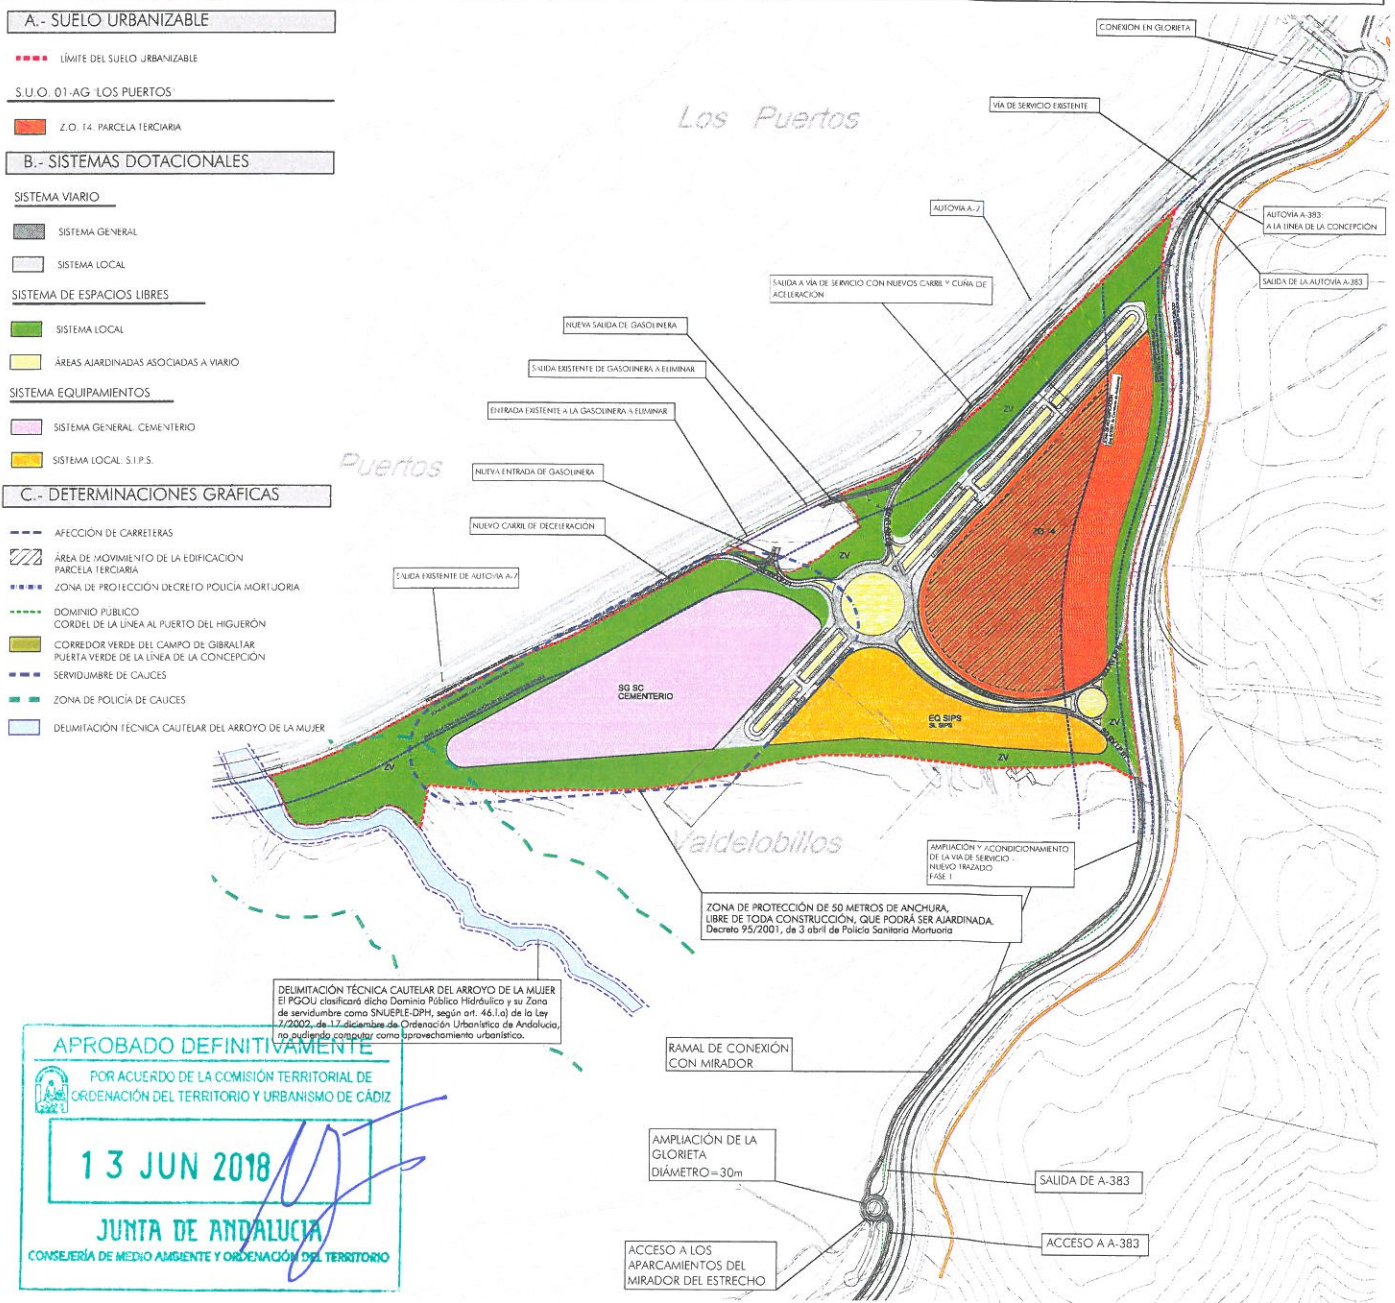 A.- SUELO URBANIZABLE
LÍMITE DEL SUELO URBANIZABLE
S.U.O. 01-AG 'LOS PUERTOS'
Z.O. T4. PARCELA TERCIARIA
B.- SISTEMAS DOTACIONALES
SISTEMA VIARIO
SISTEMA GENERAL
SISTEMA LOCAL
SISTEMA DE ESPACIOS LIBRES
SISTEMA LOCAL
ÁREAS AJARDINADAS ASOCIADAS A VIARIO
SISTEMA EQUIPAMIENTOS
SISTEMA GENERAL. CEMENTERIO
SISTEMA LOCAL. S.I.P.S.
C.- DETERMINACIONES GRÁFICAS
AFECCIÓN DE CARRETERAS
ÁREA DE MOVIMIENTO DE LA EDIFICACIÓN
PARCELA TERCIARIA
ZONA DE PROTECCIÓN DECRETO POLICÍA MORTUORIA
DOMINIO PÚBLICO
CORDEL DE LA LÍNEA AL PUERTO DEL HIGUERÓN
CORREDOR VERDE DEL CAMPO DE GIBRALTAR
PUERTA VERDE DE LA LÍNEA DE LA CONCEPCIÓN
SERVIDUMBRE DE CAUCES
ZONA DE POLICÍA DE CAUCES
DELIMITACIÓN TÉCNICA CAUTELAR DEL ARROYO DE LA MUJER
CONEXION EN GLORIETA
Los Puertos
VÍA DE SERVICIO EXISTENTE
AUTOVIA A-7
AUTOVÍA A-383:
A LA LÍNEA DE LA CONCEPCIÓN
SALIDA DE LA AUTOVÍA A-383
SALIDA A VÍA DE SERVICIO CON NUEVOS CARRIL Y CUÑA DE
ACELERACIÓN
NUEVA SALIDA DE GASOLINERA
SALIDA EXISTENTE DE GASOLINERA A ELIMINAR
ENTRADA EXISTENTE A LA GASOLINERA A ELIMINAR
Puertos
NUEVA ENTRADA DE GASOLINERA
NUEVO CARRIL DE DECELERACIÓN
SALIDA EXISTENTE DE AUTOVIA A-7
ZV
ZO T4
ZV
ZV
SG SC
CEMENTERIO
EQ SIPS
SL SIPS
ZV
ZV
ZV
Valdelobillos
AMPLIACIÓN Y ACONDICIONAMIENTO
DE LA VIA DE SERVICIO -
NUEVO TRAZADO
FASE 1
ZONA DE PROTECCIÓN DE 50 METROS DE ANCHURA,
LIBRE DE TODA CONSTRUCCIÓN, QUE PODRÁ SER AJARDINADA.
Decreto 95/2001, de 3 abril de Policía Sanitaria Mortuoria
DELIMITACIÓN TÉCNICA CAUTELAR DEL ARROYO DE LA MUJER
El PGOU clasificará dicho Dominio Público Hidráulico y su Zona
de servidumbre como SNUEPLE-DPH, según art. 46.1.a) de la Ley
7/2002, de 17 diciembre de Ordenación Urbanística de Andalucía,
no pudiendo computar como aprovechamiento urbanístico.
APROBADO DEFINITIVAMENTE
POR ACUERDO DE LA COMISIÓN TERRITORIAL DE
ORDENACIÓN DEL TERRITORIO Y URBANISMO DE CÁDIZ
13 JUN 2018
JUNTA DE ANDALUCIA
CONSEJERÍA DE MEDIO AMBIENTE Y ORDENACIÓN DEL TERRITORIO
RAMAL DE CONEXIÓN
CON MIRADOR
AMPLIACIÓN DE LA
GLORIETA
DIÁMETRO=30m
SALIDA DE A-383
ACCESO A A-383
ACCESO A LOS
APARCAMIENTOS DEL
MIRADOR DEL ESTRECHO